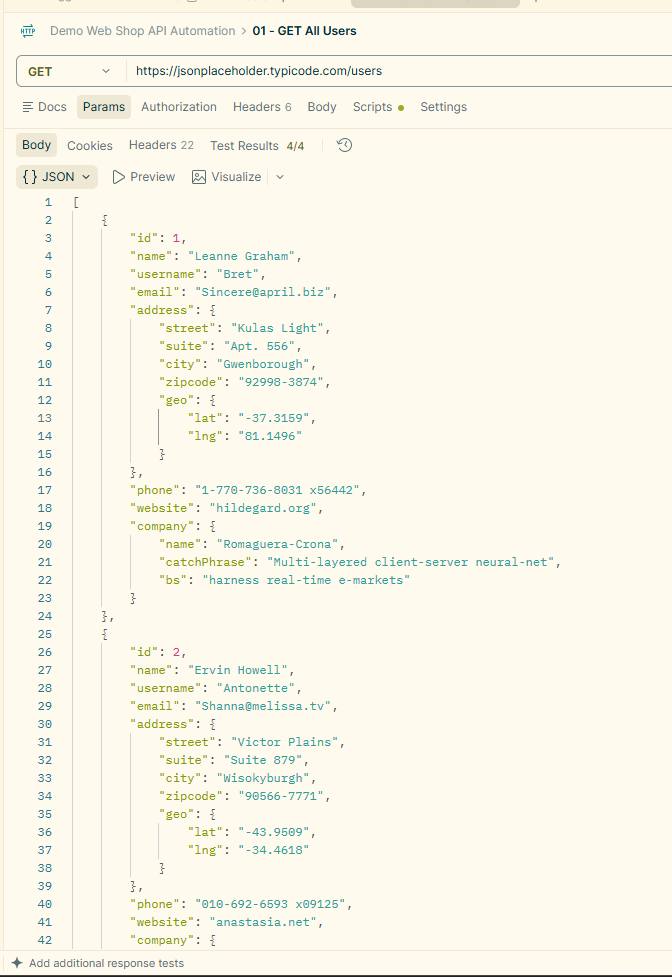 HTTP Demo Web Shop API Automation > 01 - GET All Users
GET https://jsonplaceholder.typicode.com/users
Docs Params Authorization Headers 6 Body Scripts Settings
Body Cookies Headers 22 Test Results 4/4
{} JSON Preview Visualize
1 [
2 {
3 "id": 1,
4 "name": "Leanne Graham",
5 "username": "Bret",
6 "email": "Sincere@april.biz",
7 "address": {
8 "street": "Kulas Light",
9 "suite": "Apt. 556",
10 "city": "Gwenborough",
11 "zipcode": "92998-3874",
12 "geo": {
13 "lat": "-37.3159",
14 "lng": "81.1496"
15 }
16 },
17 "phone": "1-770-736-8031 x56442",
18 "website": "hildegard.org",
19 "company": {
20 "name": "Romaguera-Crona",
21 "catchPhrase": "Multi-layered client-server neural-net",
22 "bs": "harness real-time e-markets"
23 }
24 },
25 {
26 "id": 2,
27 "name": "Ervin Howell",
28 "username": "Antonette",
29 "email": "Shanna@melissa.tv",
30 "address": {
31 "street": "Victor Plains",
32 "suite": "Suite 879",
33 "city": "Wisokyburgh",
34 "zipcode": "90566-7771",
35 "geo": {
36 "lat": "-43.9509",
37 "lng": "-34.4618"
38 }
39 },
40 "phone": "010-692-6593 x09125",
41 "website": "anastasia.net",
42 "company": {
Add additional response tests